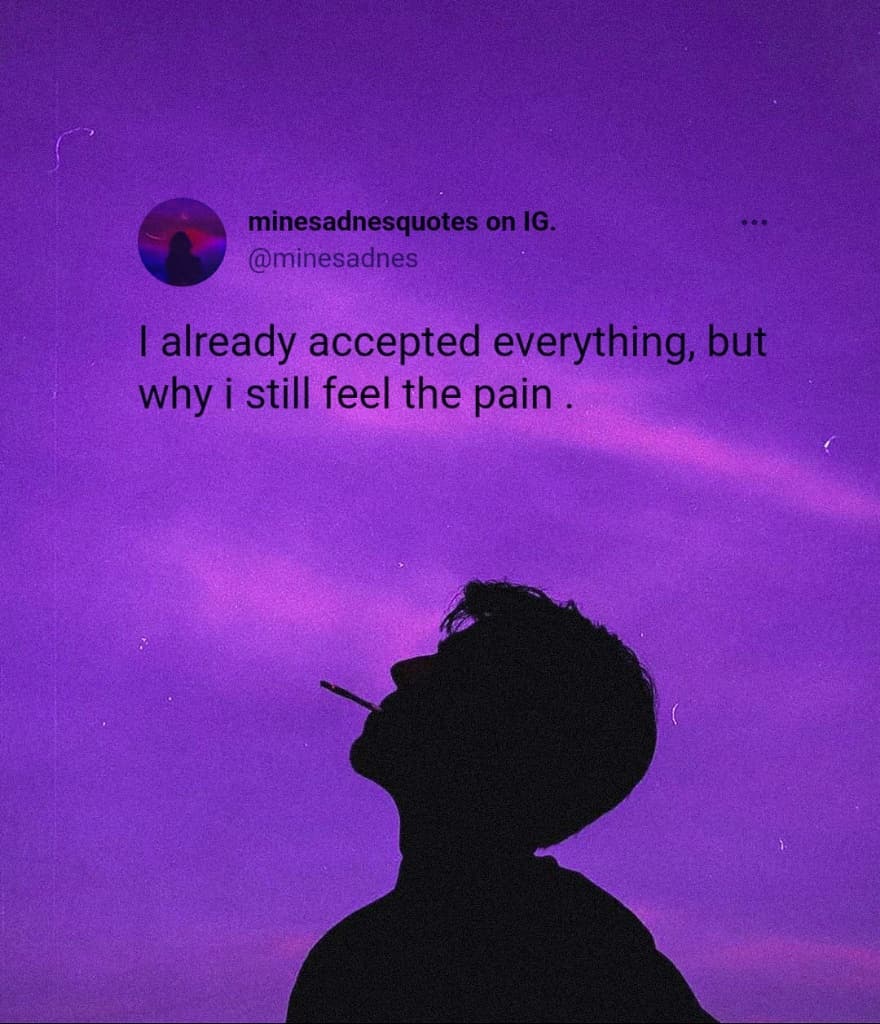 minesadnesquotes on IG.
@minesadnes
I already accepted everything, but
why i still feel the pain .